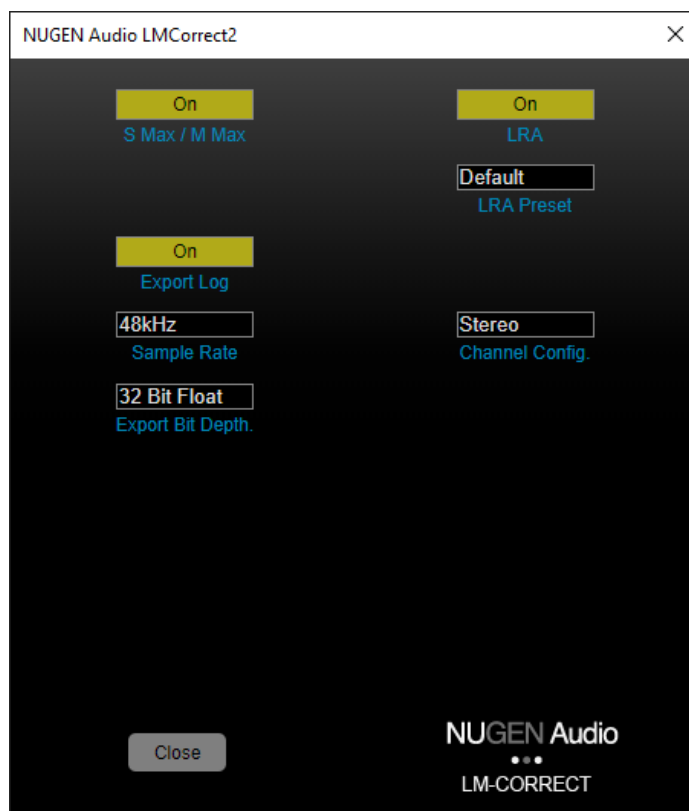 NUGEN Audio LMCorrect2
On
S Max / M Max
On
LRA
Default
LRA Preset
On
Export Log
48kHz
Sample Rate
Stereo
Channel Config.
32 Bit Float
Export Bit Depth.
Close
NUGEN Audio
LM-CORRECT